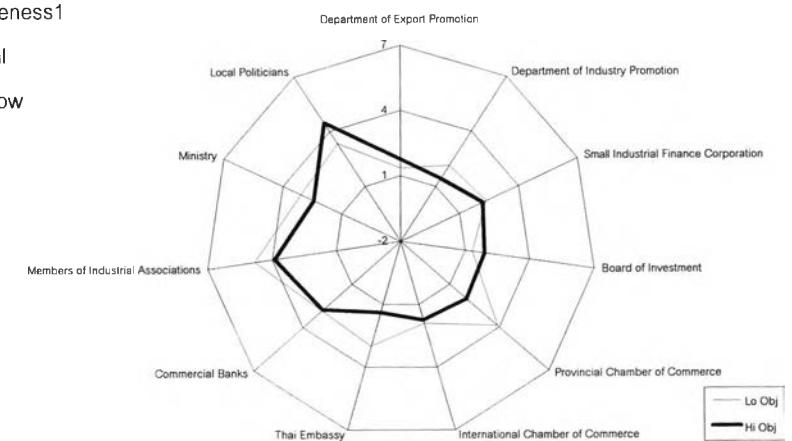 eness1
l
ow
Department of Export Promotion
7
Local Politicians
Department of Industry Promotion
4
Ministry
Small Industrial Finance Corporation
1
-2
Members of Industrial Associations
Board of Investment
Commercial Banks
Provincial Chamber of Commerce
Thai Embassy
International Chamber of Commerce
Lo Obj
Hi Obj